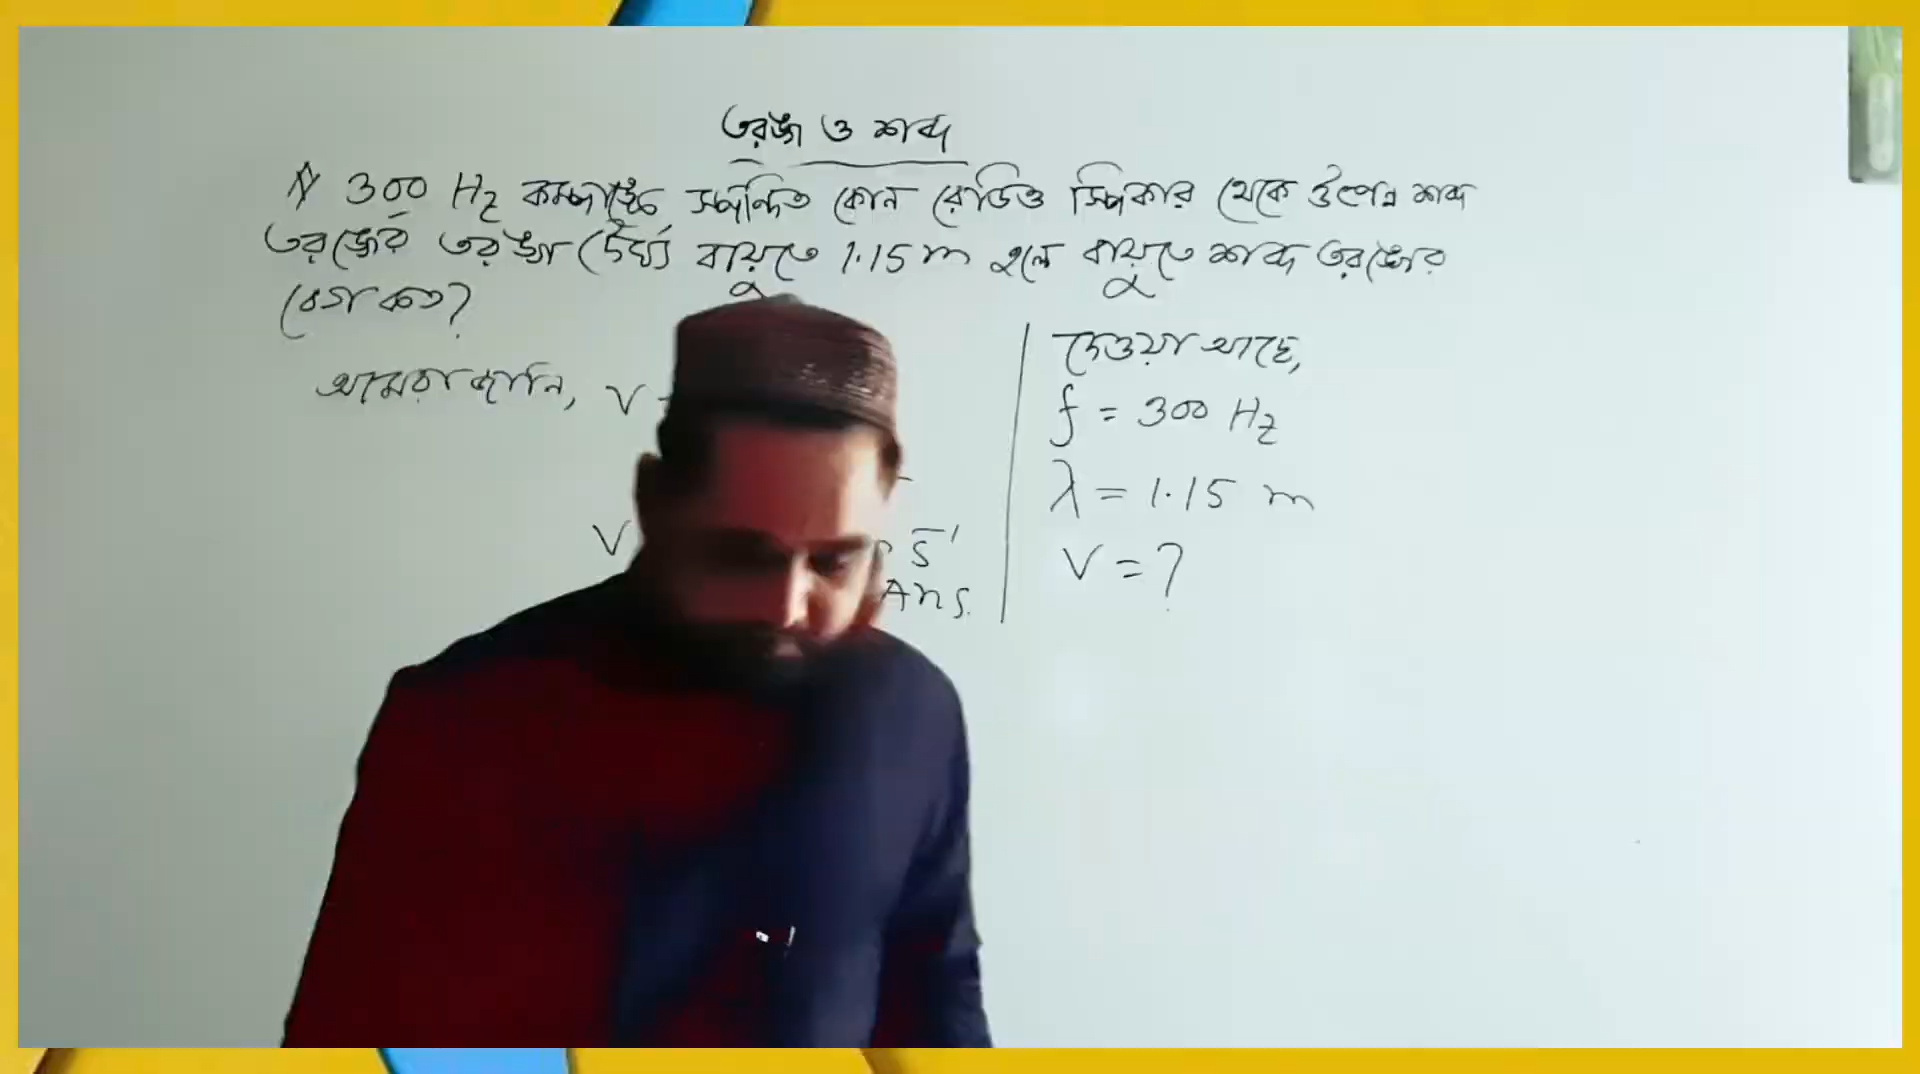 তরঙ্গ ও শব্দ
300 Hz কম্পাঙ্কে স্পন্দিত কোন রেডিও স্পিকার থেকে উৎপন্ন শব্দ
তরঙ্গের তরঙ্গ দৈর্ঘ্য বায়ুতে 1.15 m হলে বায়ুতে শব্দ তরঙ্গের
বেগ কত?
আমরা জানি, V
V
s⁻¹
Ans.
দেওয়া আছে,
f = 300 Hz
λ = 1.15 m
V = ?